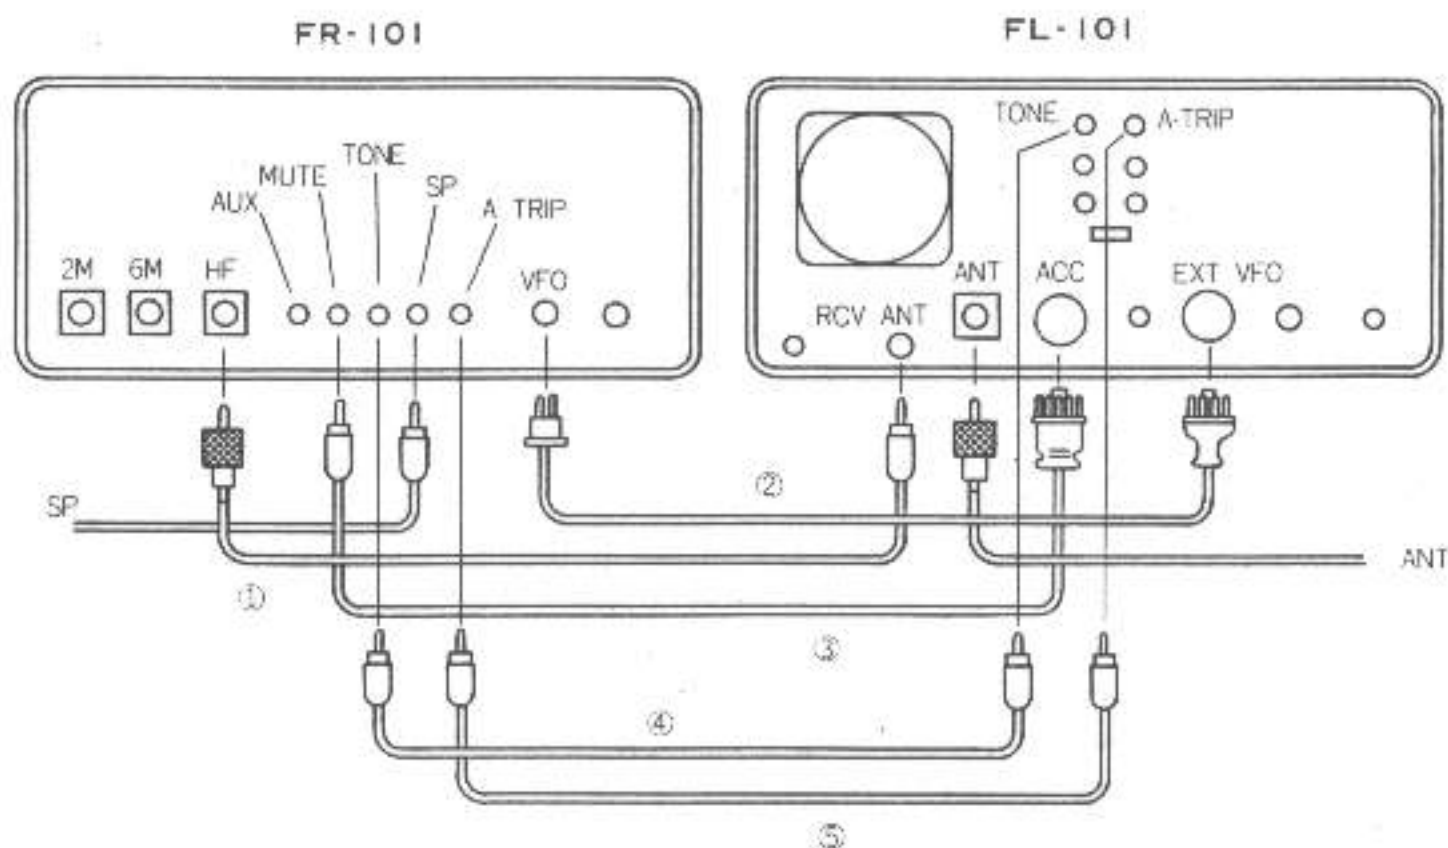 FR-101
FL-101
TONE
MUTE
AUX
SP
A TRIP
2M
6M
HF
VFO
TONE
A-TRIP
ANT
ACC
EXT VFO
RCV ANT
SP
②
ANT
①
③
④
⑤